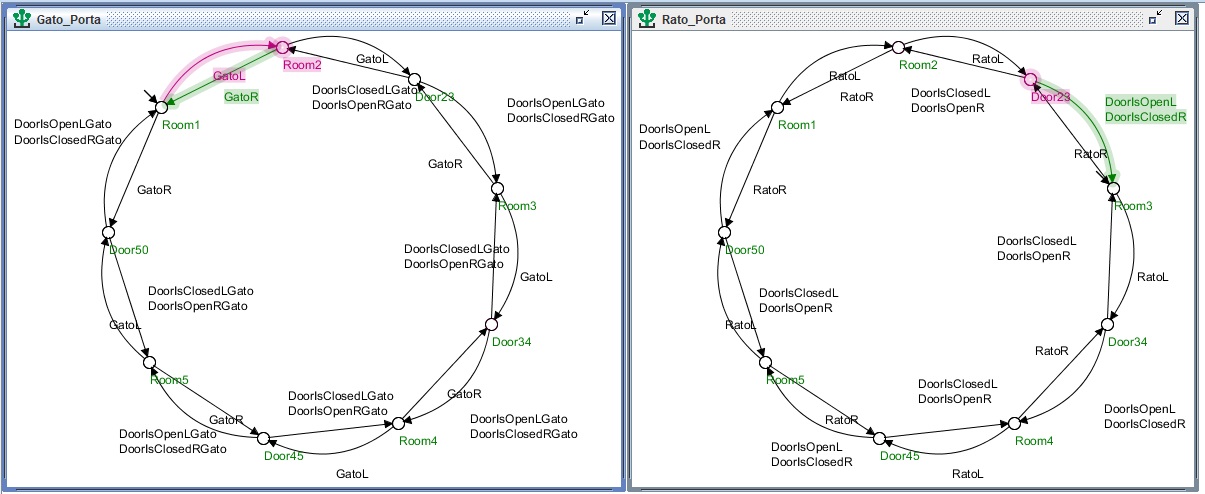 Gato_Porta
Room2
GatoL
GatoL
GatoR
DoorIsClosedLGato
DoorIsOpenRGato
Door23
DoorIsOpenLGato
DoorIsClosedRGato
DoorIsOpenLGato
DoorIsClosedRGato
Room1
GatoR
GatoR
Room3
Door50
DoorIsClosedLGato
DoorIsOpenRGato
GatoL
DoorIsClosedLGato
DoorIsOpenRGato
GatoL
Door34
Room5
DoorIsClosedLGato
DoorIsOpenRGato
GatoR
GatoR
DoorIsOpenLGato
DoorIsClosedRGato
DoorIsOpenLGato
DoorIsClosedRGato
Room4
Door45
GatoL
Rato_Porta
Room2
RatoL
RatoL
RatoR
DoorIsClosedL
DoorIsOpenR
Door23
DoorIsOpenL
DoorIsClosedR
DoorIsOpenL
DoorIsClosedR
Room1
RatoR
RatoR
Room3
Door50
DoorIsClosedL
DoorIsOpenR
RatoL
DoorIsClosedL
DoorIsOpenR
RatoL
Door34
RatoR
Room5
DoorIsClosedL
DoorIsOpenR
RatoR
DoorIsOpenL
DoorIsClosedR
DoorIsOpenL
DoorIsClosedR
Room4
Door45
RatoL